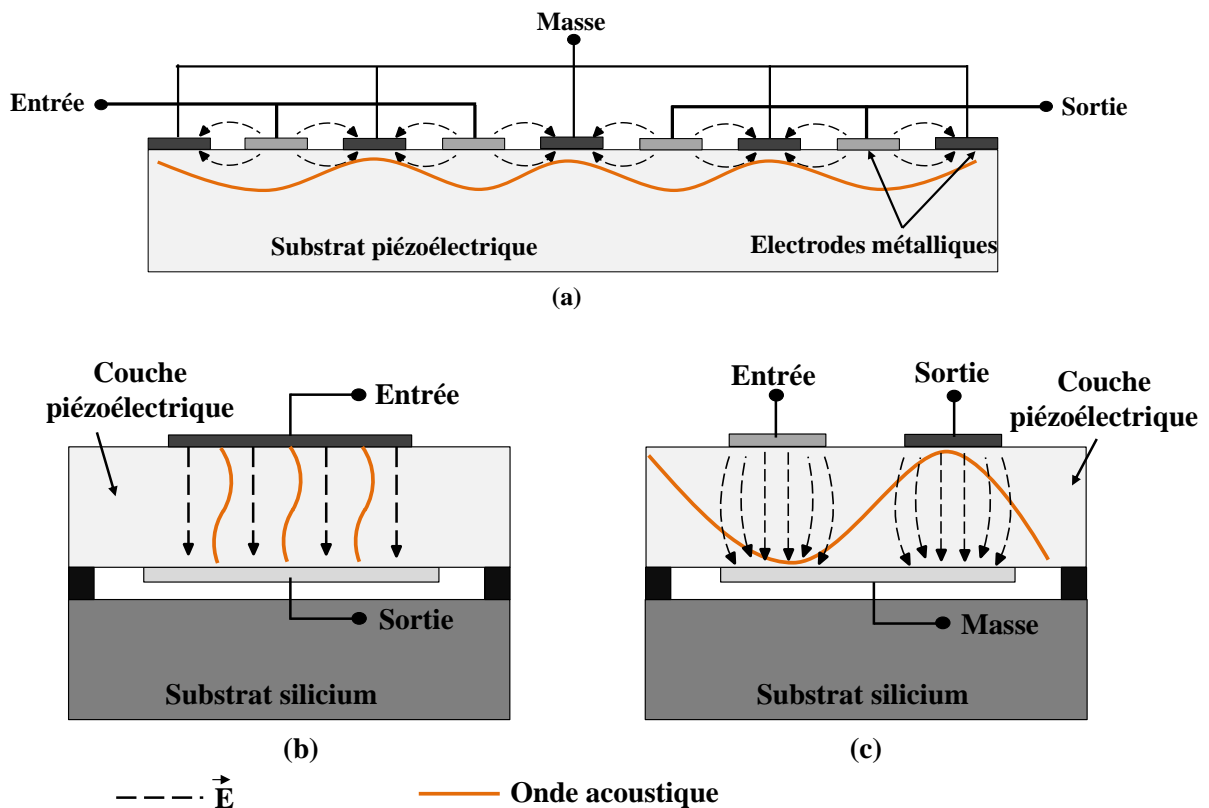 Masse
Entrée
Sortie
Substrat piézoélectrique
Electrodes métalliques
(a)
Couche
piézoélectrique
Entrée
Sortie
Substrat silicium
(b)
Entrée
Sortie
Couche
piézoélectrique
Masse
Substrat silicium
(c)
E
Onde acoustique